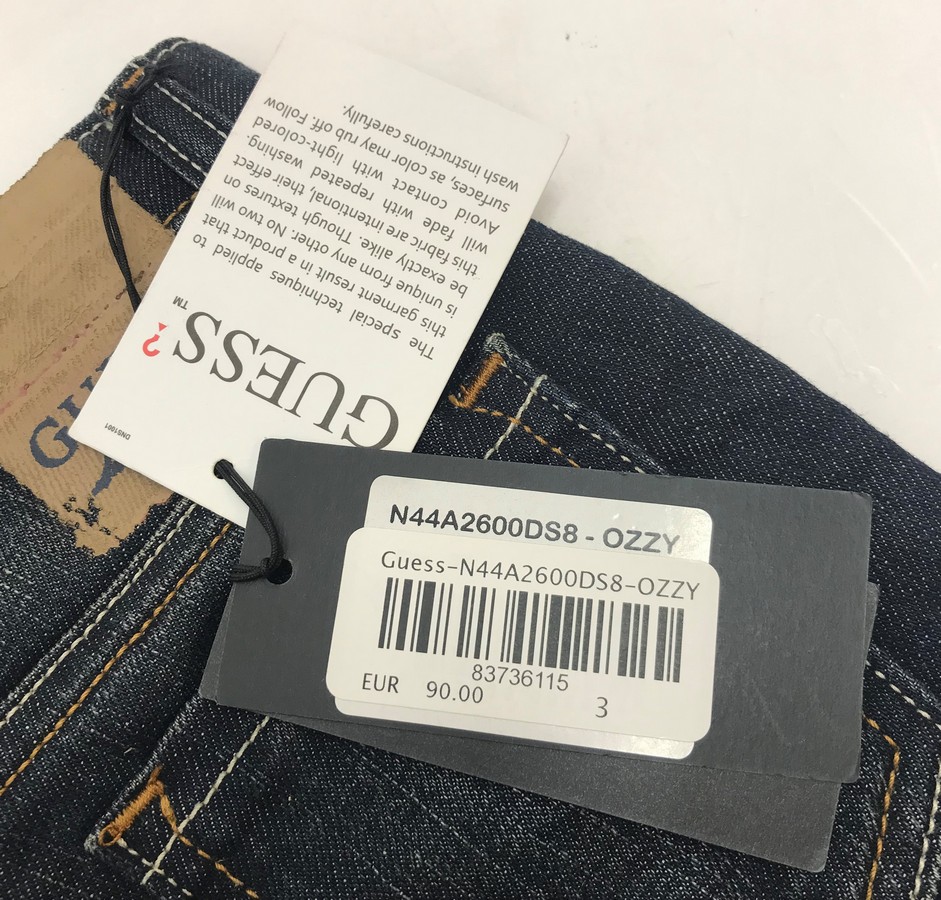 GUESS?™
The special techniques applied to
this garment result in a product that
is unique from any other. No two will
be exactly alike. Though textures on
this fabric are intentional, their effect
will fade with repeated washing.
Avoid contact with light-colored
surfaces, as color may rub off. Follow
wash instructions carefully.
DNS1001
GU
N44A2600DS8 - OZZY
Guess-N44A2600DS8-OZZY
83736115
EUR 90.00
3